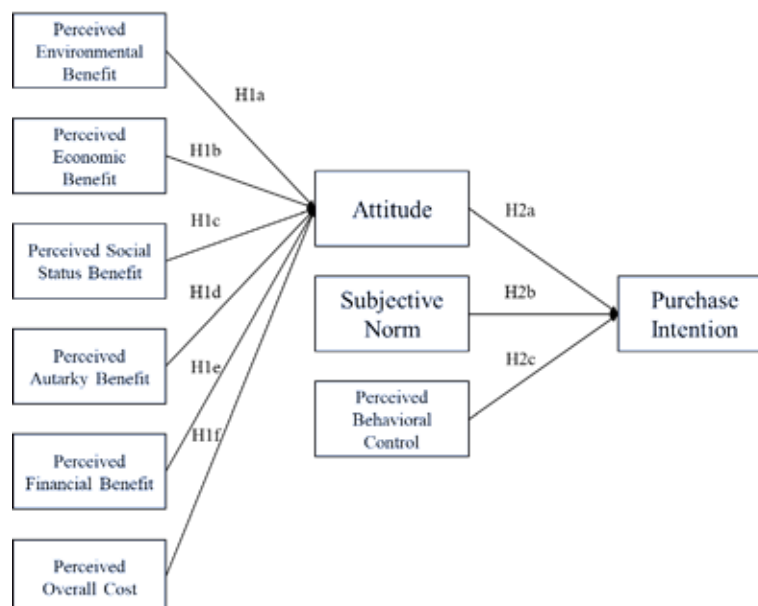 Perceived
Environmental
Benefit
H1a
Perceived
Economic
Benefit
H1b
Perceived Social
Status Benefit
H1c
Perceived
Autarky Benefit
H1d
Perceived
Financial Benefit
H1e
Perceived
Overall Cost
H1f
Attitude
H2a
Subjective
Norm
H2b
Perceived
Behavioral
Control
H2c
Purchase
Intention